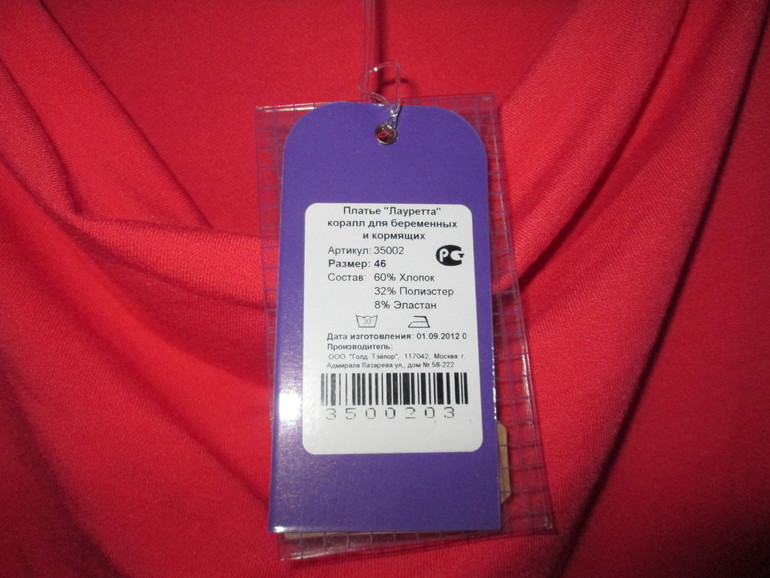 Платье "Лауретта"
коралл для беременных
и кормящих
Артикул: 35002
Размер: 46
Состав: 60% Хлопок
32% Полиэстер
8% Эластан
Дата изготовления: 01.09.2012 0
Производитель:
ООО "Голд Тэйлор", 117042, Москва г.
Адмирала Лазарева ул., дом № 58-222
3500203